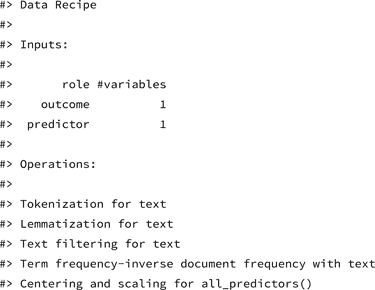 #> Data Recipe
#>
#> Inputs:
#>
#>       role #variables
#>    outcome          1
#>  predictor          1
#>
#> Operations:
#>
#> Tokenization for text
#> Lemmatization for text
#> Text filtering for text
#> Term frequency-inverse document frequency with text
#> Centering and scaling for all_predictors()